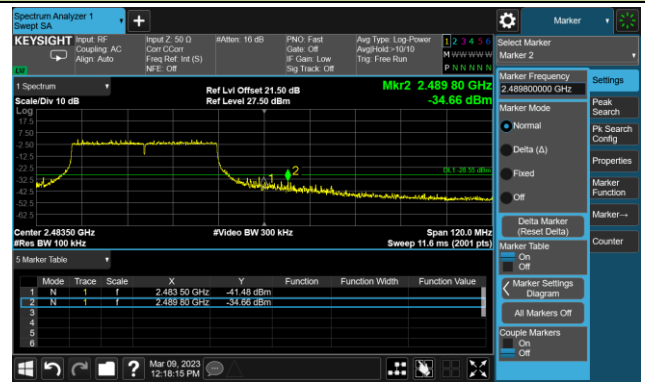 Spectrum Analyzer 1
Swept SA
+
Marker
KEYSIGHT
Input: RF
Coupling: AC
Align: Auto
Input Z: 50 Ω
Corr CCorr
Freq Ref: Int (S)
NFE: Off
#Atten: 16 dB
PNO: Fast
Gate: Off
IF Gain: Low
Sig Track: Off
Avg Type: Log-Power
Avg|Hold:>10/10
Trig: Free Run
1 2 3 4 5 6
M W W W W W
P N N N N N
LW
Select Marker
Marker 2
1 Spectrum
Scale/Div 10 dB
Ref Lvl Offset 21.50 dB
Ref Level 27.50 dBm
Mkr2 2.489 80 GHz
-34.66 dBm
Log
17.5
7.50
-2.50
-12.5
-22.5
-32.5
-42.5
-52.5
-62.5
DL1 -26.55 dBm
1
2
Center 2.48350 GHz
#Res BW 100 kHz
#Video BW 300 kHz
Span 120.0 MHz
Sweep 11.6 ms (2001 pts)
5 Marker Table
Mode Trace Scale X Y Function Function Width Function Value
1 N 1 f 2.483 50 GHz -41.48 dBm
2 N 1 f 2.489 80 GHz -34.66 dBm
3
4
5
6
Marker Frequency
2.489800000 GHz
Marker Mode
Normal
Delta (Δ)
Fixed
Off
Delta Marker
(Reset Delta)
Marker Table
On
Off
Marker Settings
Diagram
All Markers Off
Couple Markers
On
Off
Settings
Peak
Search
Pk Search
Config
Properties
Marker
Function
Marker→
Counter
?
Mar 09, 2023
12:18:15 PM